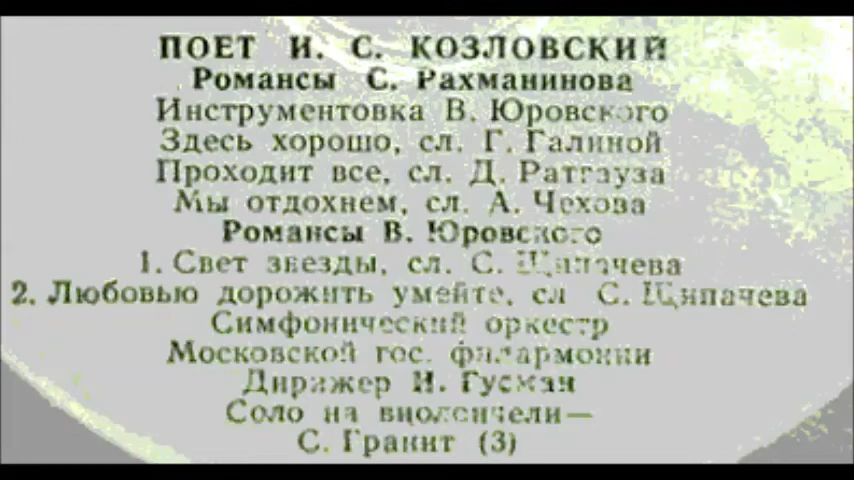 ПОЕТ И. С. КОЗЛОВСКИЙ
Романсы С. Рахманинова
Инструментовка В. Юровского
Здесь хорошо, сл. Г. Галиной
Проходит все, сл. Д. Ратгауза
Мы отдохнем, сл. А. Чехова
Романсы В. Юровского
1. Свет звезды, сл. С. Щипачева
2. Любовью дорожить умейте, сл С. Щипачева
Симфонический оркестр
Московской гос. филармонии
Дирижер И. Гусман
Соло на виолончели—
С. Гранит (3)